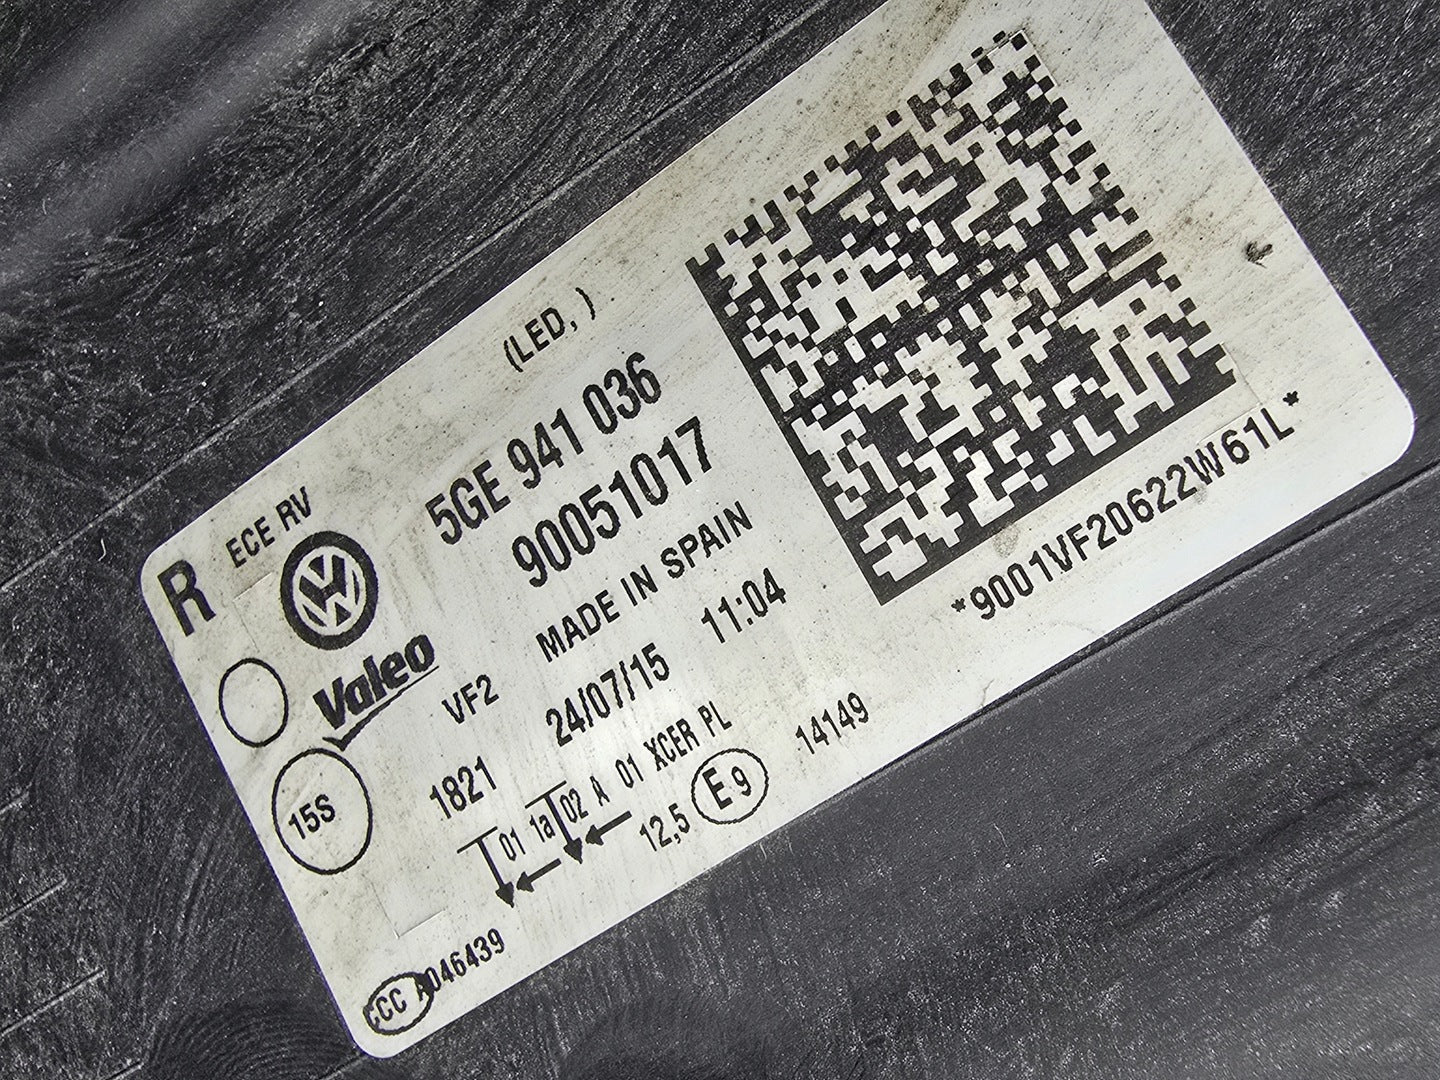 R
ECE RV
(LED, )
5GE 941 036
90051017
MADE IN SPAIN
Valeo
VF2
24/07/15 11:04
15S
1821
01 1a 02 A 01 XCER PL
12,5 E9 14149
CCC A046439
*9001VF20622W61L*